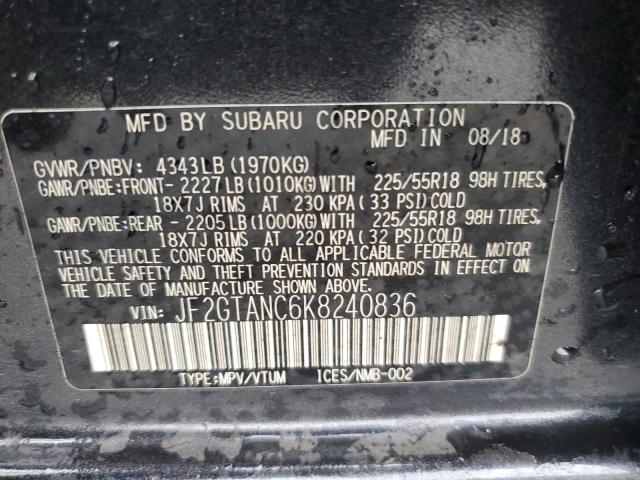 MFD BY SUBARU CORPORATION
MFD IN 08/18
GVWR/PNBV: 4343LB (1970KG)
GAWR/PNBE:FRONT- 2227LB (1010KG) WITH 225/55R18 98H TIRES,
18X7J RIMS AT 230 KPA (33 PSI) COLD
GAWR/PNBE:REAR - 2205LB (1000KG) WITH 225/55R18 98H TIRES,
18X7J RIMS AT 220 KPA (32 PSI) COLD
THIS VEHICLE CONFORMS TO ALL APPLICABLE FEDERAL MOTOR
VEHICLE SAFETY AND THEFT PREVENTION STANDARDS IN EFFECT
ON THE DATE OF MANUFACTURE SHOWN ABOVE.
VIN: JF2GTANC6K8240836
TYPE:MPV/VTUM ICES/NMB-002